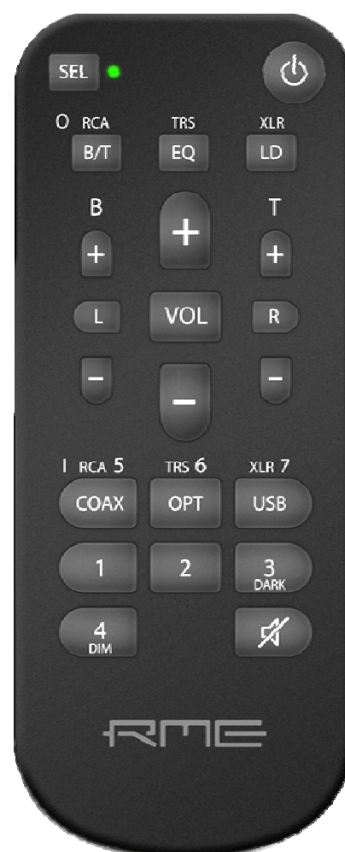 SEL
O RCA TRS XLR
B/T EQ LD
B + T
+ +
L VOL R
- - -
I RCA 5 TRS 6 XLR 7
COAX OPT USB
1 2 3
DARK
4
DIM
RME